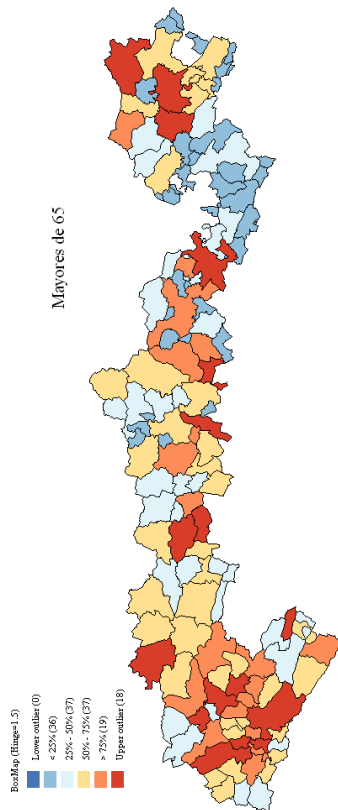 Mayores de 65
BoxMap (Hinge=1.5)
Lower outlier (0)
< 25% (36)
25% - 50% (37)
50% - 75% (37)
> 75% (19)
Upper outlier (18)